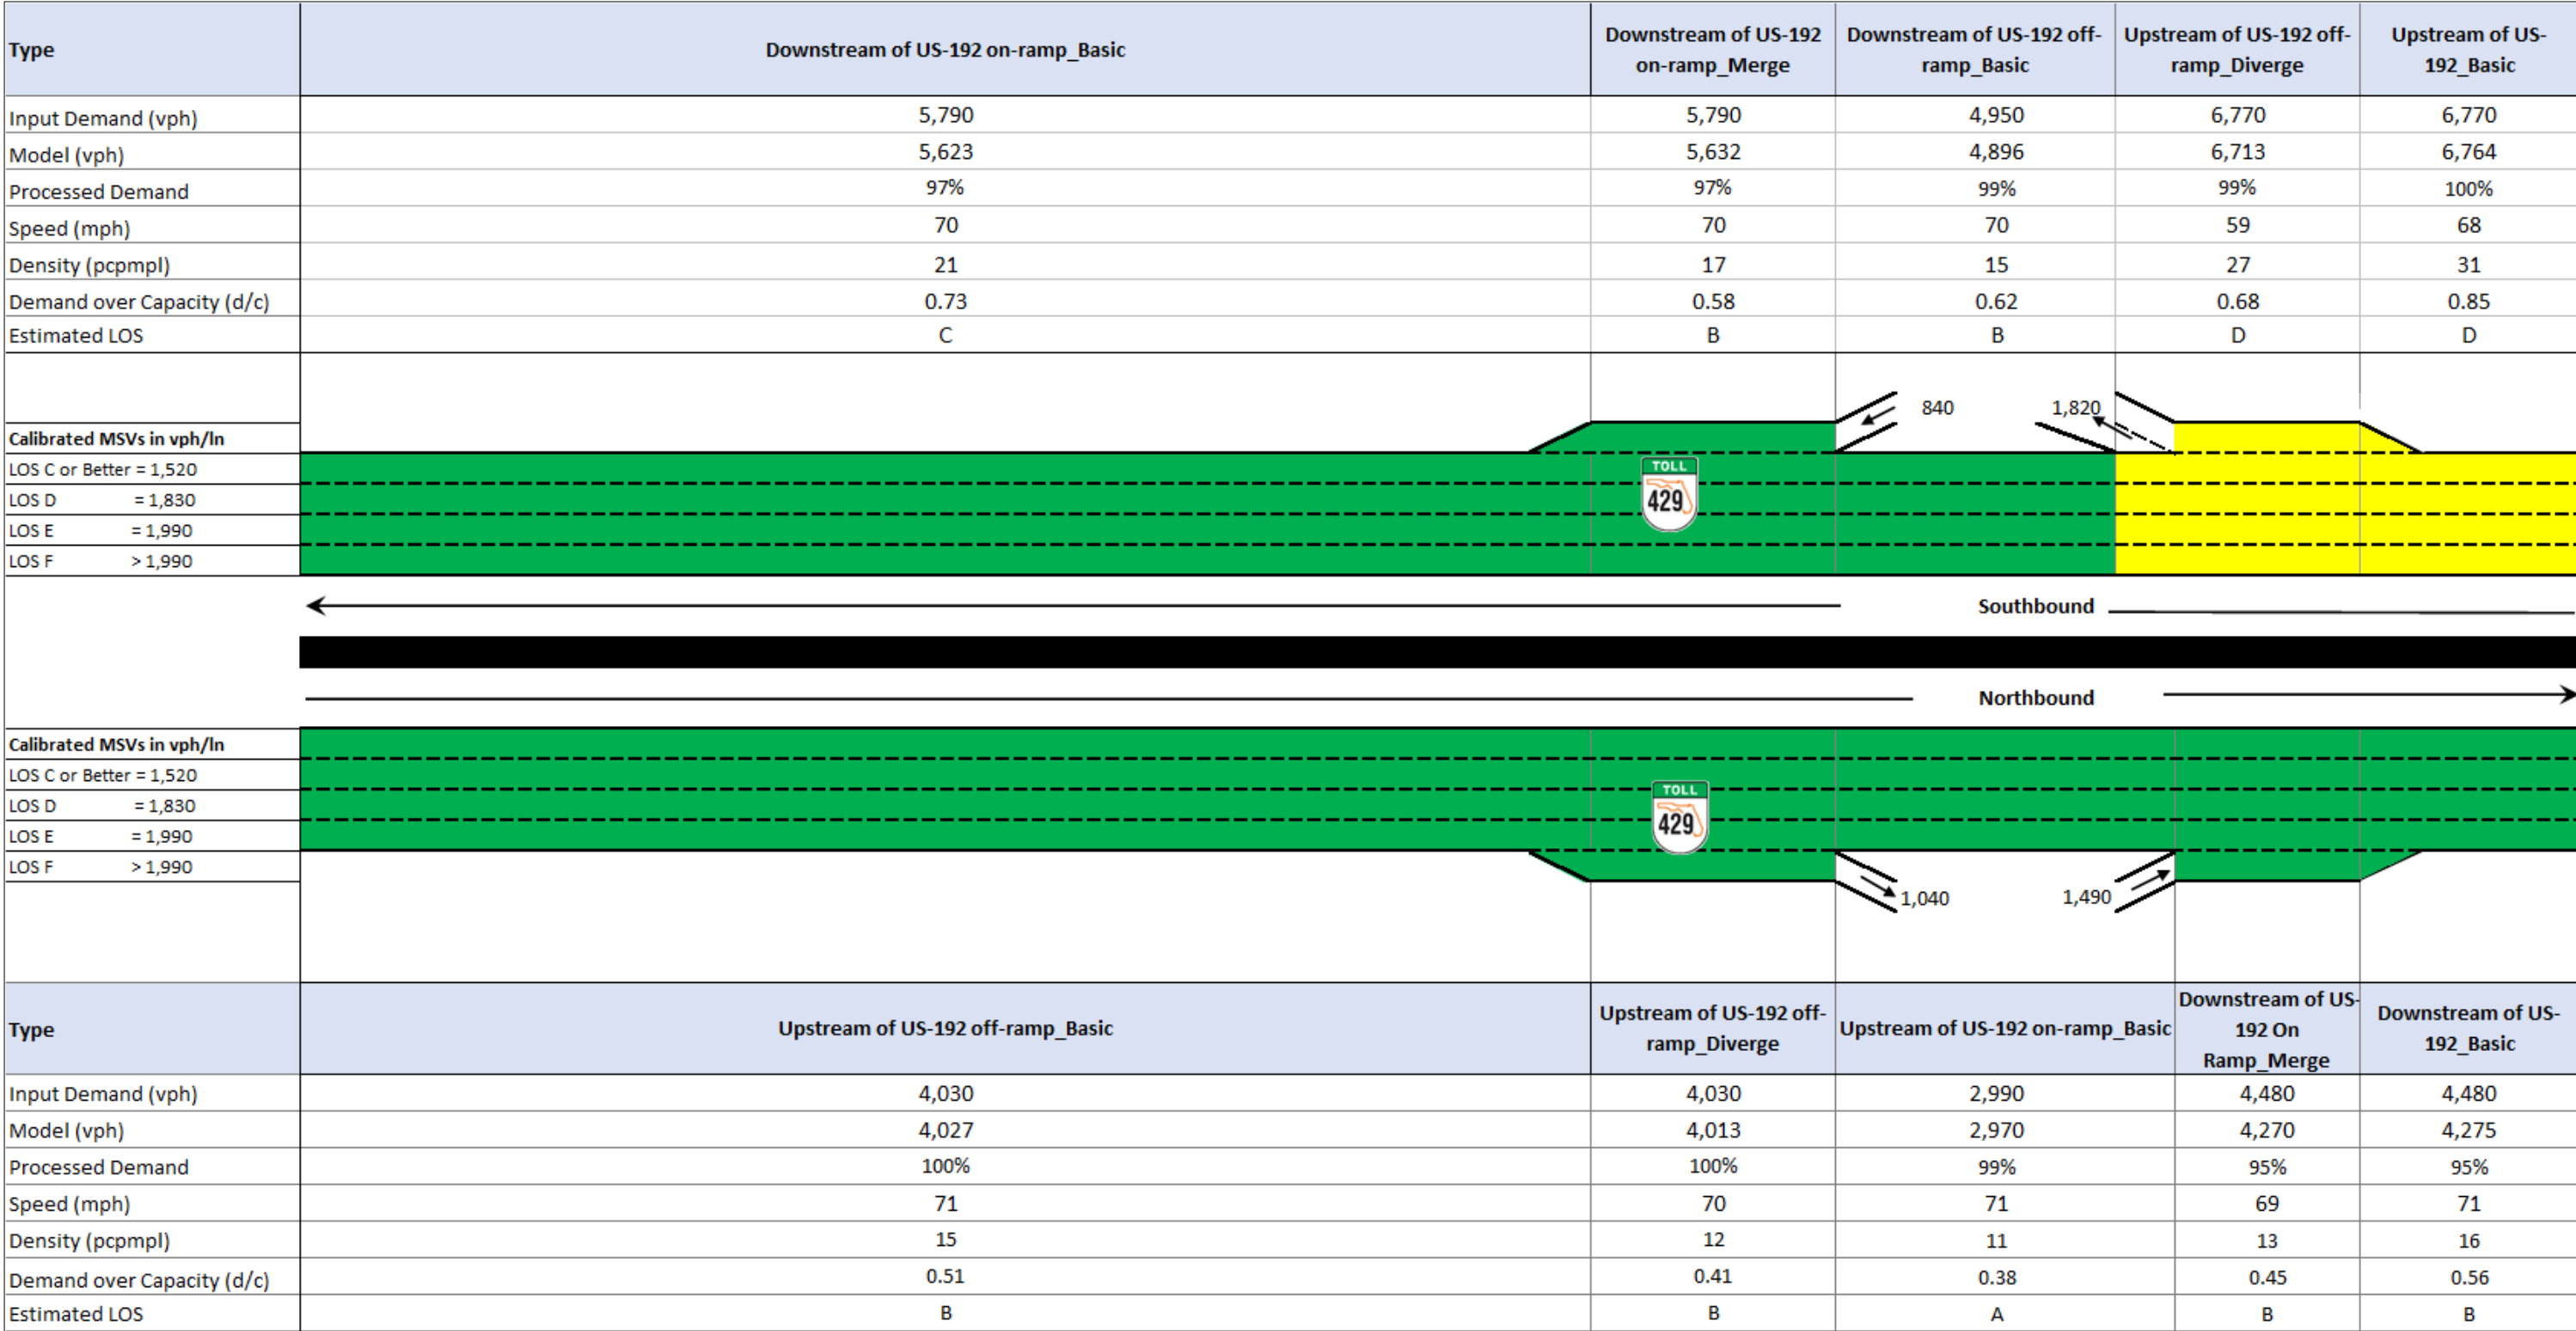 Type Downstream of US-192 on-ramp_Basic Downstream of US-192 on-ramp_Merge Downstream of US-192 off-ramp_Basic Upstream of US-192 off-ramp_Diverge Upstream of US-192_Basic
Input Demand (vph) 5,790 5,790 4,950 6,770 6,770
Model (vph) 5,623 5,632 4,896 6,713 6,764
Processed Demand 97% 97% 99% 99% 100%
Speed (mph) 70 70 70 59 68
Density (pcpmpl) 21 17 15 27 31
Demand over Capacity (d/c) 0.73 0.58 0.62 0.68 0.85
Estimated LOS C B B D D
840 1,820
Calibrated MSVs in vph/ln
LOS C or Better = 1,520
LOS D = 1,830
LOS E = 1,990
LOS F > 1,990
TOLL
429
Southbound
Northbound
Calibrated MSVs in vph/ln
LOS C or Better = 1,520
LOS D = 1,830
LOS E = 1,990
LOS F > 1,990
TOLL
429
1,040 1,490
Type Upstream of US-192 off-ramp_Basic Upstream of US-192 off-ramp_Diverge Upstream of US-192 on-ramp_Basic Downstream of US-192 On Ramp_Merge Downstream of US-192_Basic
Input Demand (vph) 4,030 4,030 2,990 4,480 4,480
Model (vph) 4,027 4,013 2,970 4,270 4,275
Processed Demand 100% 100% 99% 95% 95%
Speed (mph) 71 70 71 69 71
Density (pcpmpl) 15 12 11 13 16
Demand over Capacity (d/c) 0.51 0.41 0.38 0.45 0.56
Estimated LOS B B A B B